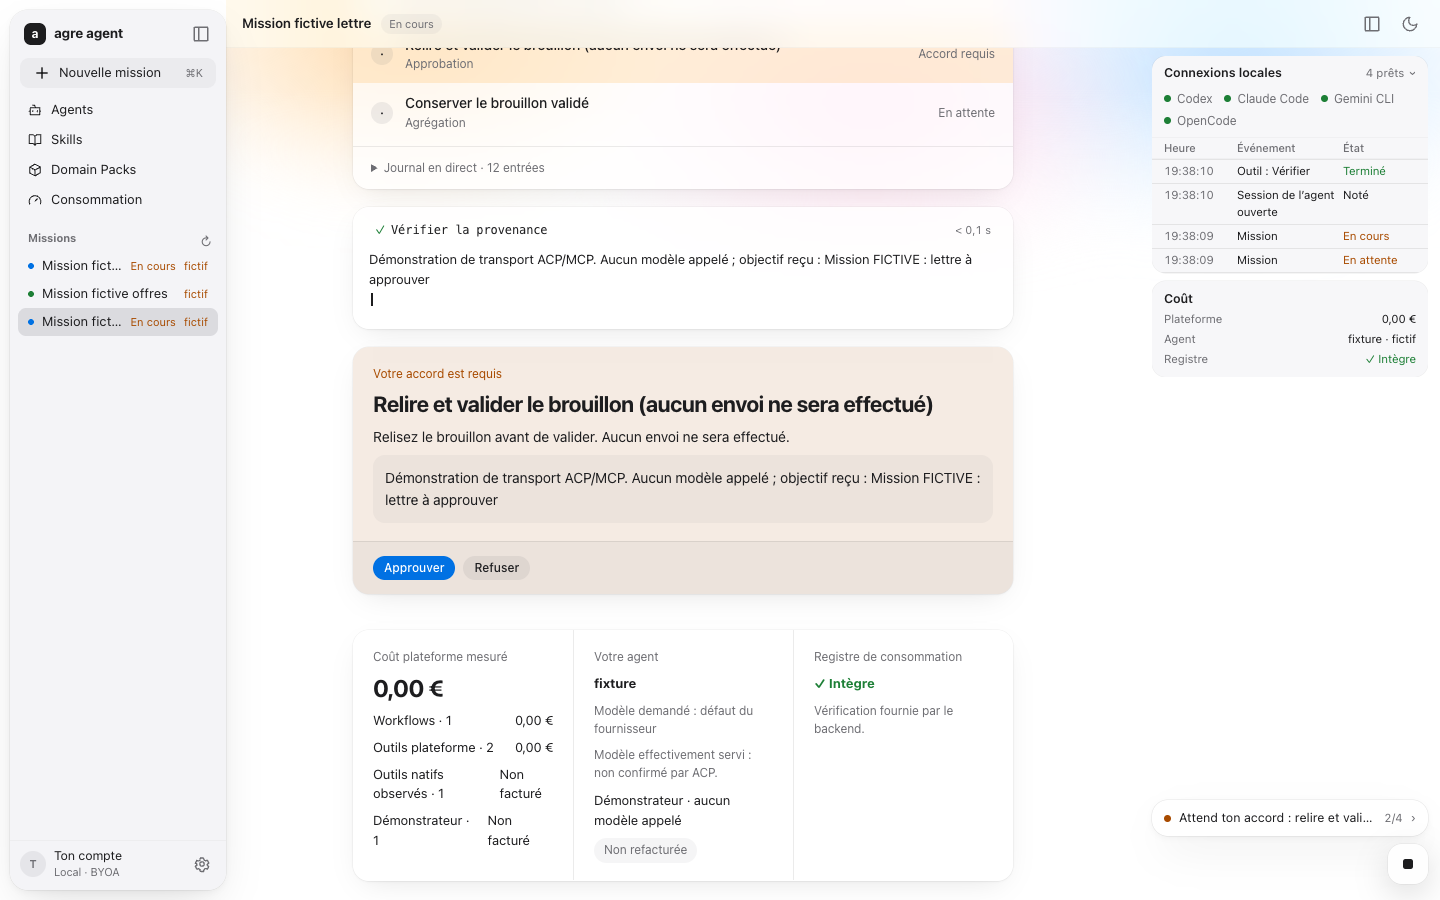 a agre agent
Nouvelle mission ⌘K
Agents
Skills
Domain Packs
Consommation
Missions
Mission fict... En cours fictif
Mission fictive offres fictif
Mission fict... En cours fictif
T Ton compte
Local · BYOA
Mission fictive lettre En cours
Relire et valider le brouillon (aucun envoi ne sera effectué)
Approbation
Accord requis
Conserver le brouillon validé
Agrégation
En attente
Journal en direct · 12 entrées
✓ Vérifier la provenance < 0,1 s
Démonstration de transport ACP/MCP. Aucun modèle appelé ; objectif reçu : Mission FICTIVE : lettre à
approuver
Votre accord est requis
Relire et valider le brouillon (aucun envoi ne sera effectué)
Relisez le brouillon avant de valider. Aucun envoi ne sera effectué.
Démonstration de transport ACP/MCP. Aucun modèle appelé ; objectif reçu : Mission FICTIVE :
lettre à approuver
Approuver Refuser
Coût plateforme mesuré
0,00 €
Workflows · 1 0,00 €
Outils plateforme · 2 0,00 €
Outils natifs Non
observés · 1 facturé
Démonstrateur · Non
1 facturé
Votre agent
fixture
Modèle demandé : défaut du
fournisseur
Modèle effectivement servi :
non confirmé par ACP.
Démonstrateur · aucun
modèle appelé
Non refacturée
Registre de consommation
✓ Intègre
Vérification fournie par le
backend.
Connexions locales 4 prêts
Codex Claude Code Gemini CLI
OpenCode
Heure Événement État
19:38:10 Outil : Vérifier Terminé
19:38:10 Session de l’agent Noté
ouverte
19:38:09 Mission En cours
19:38:09 Mission En attente
Coût
Plateforme 0,00 €
Agent fixture · fictif
Registre ✓ Intègre
Attend ton accord : relire et vali... 2/4 ›